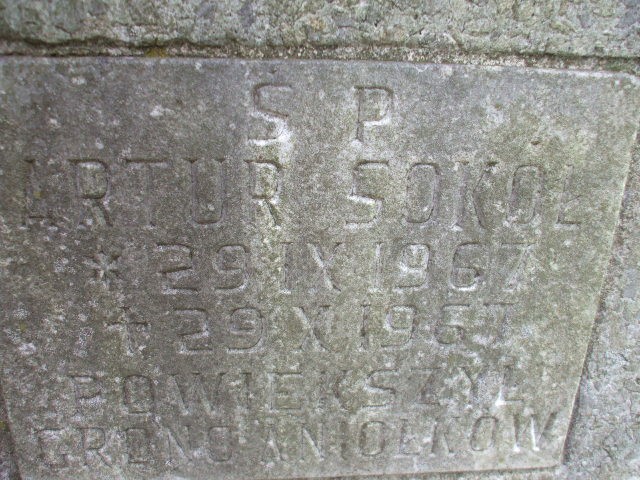 S P
ARTUR SOKÓŁ
* 29 IX 1967
+ 29 X 1967
POWIĘKSZYŁ
GRONO ANIOŁKÓW